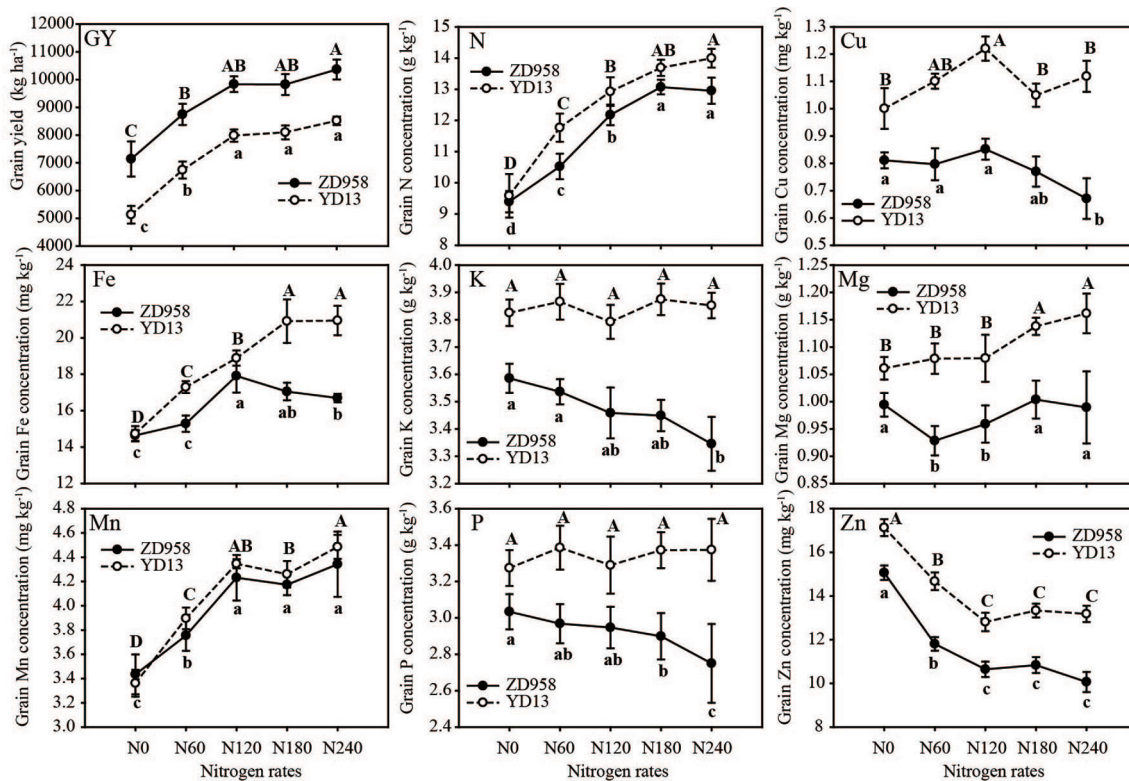 GY
Grain yield (kg ha⁻¹)
12000
11000
10000
9000
8000
7000
6000
5000
4000
C
B
AB
AB
A
c
b
a
a
a
ZD958
YD13
N
Grain N concentration (g kg⁻¹)
15
14
13
12
11
10
9
8
D
C
B
AB
A
d
c
b
a
a
ZD958
YD13
Cu
Grain Cu concentration (mg kg⁻¹)
1.3
1.2
1.1
1.0
0.9
0.8
0.7
0.6
0.5
B
AB
A
B
B
a
a
a
ab
b
ZD958
YD13
Fe
Grain Fe concentration (mg kg⁻¹)
24
22
20
18
16
14
12
D
C
B
A
A
c
c
a
ab
b
ZD958
YD13
K
Grain K concentration (g kg⁻¹)
4.0
3.9
3.8
3.7
3.6
3.5
3.4
3.3
3.2
A
A
A
A
A
a
a
ab
ab
b
ZD958
YD13
Mg
Grain Mg concentration (g kg⁻¹)
1.25
1.20
1.15
1.10
1.05
1.00
0.95
0.90
0.85
B
B
B
A
A
a
b
b
a
a
ZD958
YD13
Mn
Grain Mn concentration (mg kg⁻¹)
4.8
4.6
4.4
4.2
4.0
3.8
3.6
3.4
3.2
3.0
D
C
AB
B
A
c
b
a
a
a
ZD958
YD13
N0 N60 N120 N180 N240
Nitrogen rates
P
Grain P concentration (g kg⁻¹)
3.6
3.4
3.2
3.0
2.8
2.6
2.4
A
A
A
A
A
a
ab
ab
b
c
ZD958
YD13
N0 N60 N120 N180 N240
Nitrogen rates
Zn
Grain Zn concentration (mg kg⁻¹)
18
16
14
12
10
8
A
B
C
C
C
a
b
c
c
c
ZD958
YD13
N0 N60 N120 N180 N240
Nitrogen rates